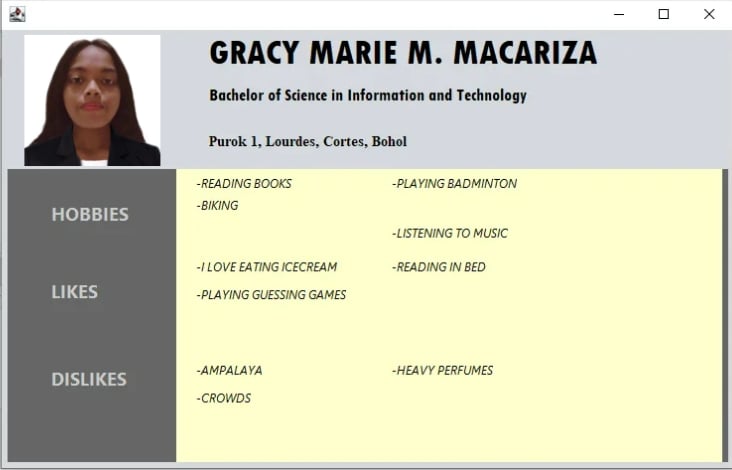 GRACY MARIE M. MACARIZA
Bachelor of Science in Information and Technology
Purok 1, Lourdes, Cortes, Bohol
HOBBIES
-READING BOOKS
-PLAYING BADMINTON
-BIKING
-LISTENING TO MUSIC
LIKES
-I LOVE EATING ICECREAM
-READING IN BED
-PLAYING GUESSING GAMES
DISLIKES
-AMPALAYA
-HEAVY PERFUMES
-CROWDS